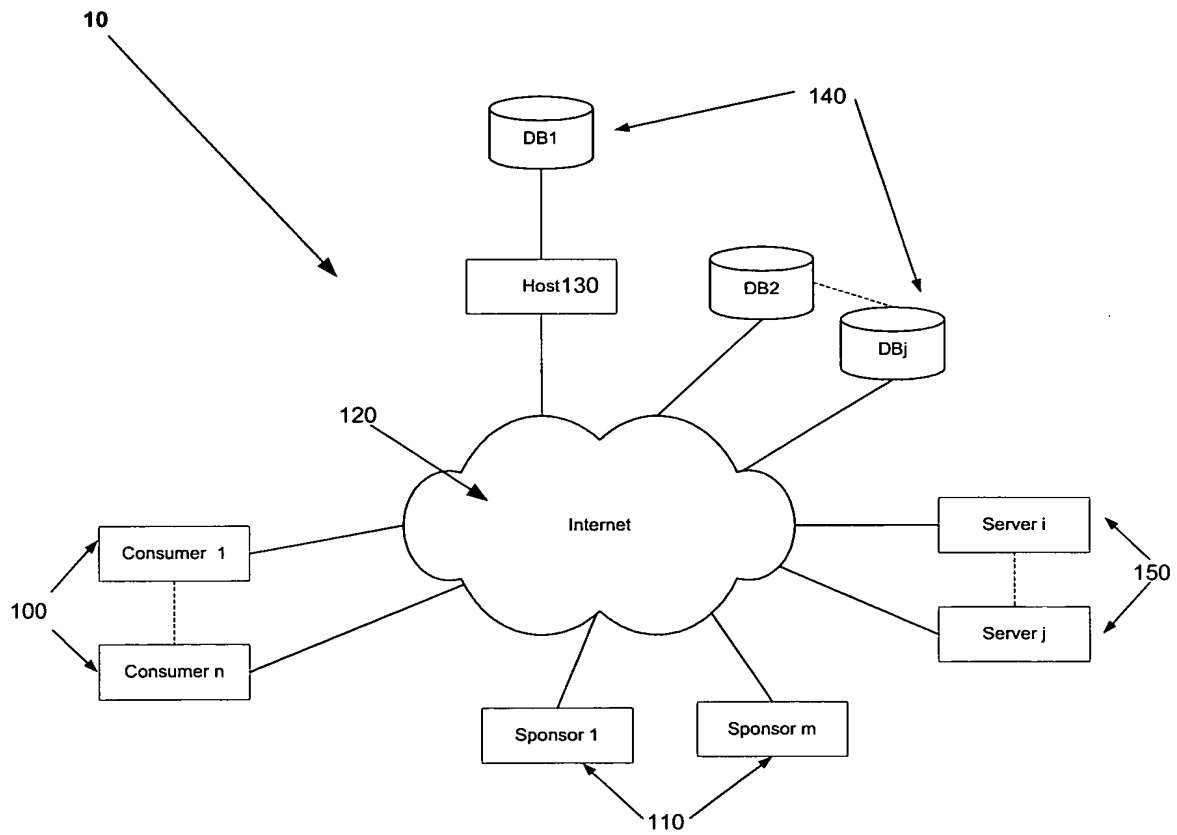 10
140
DB1
Host130
DB2
DBj
120
Internet
Server i
Consumer 1
150
100
Server j
Consumer n
Sponsor 1
Sponsor m
110